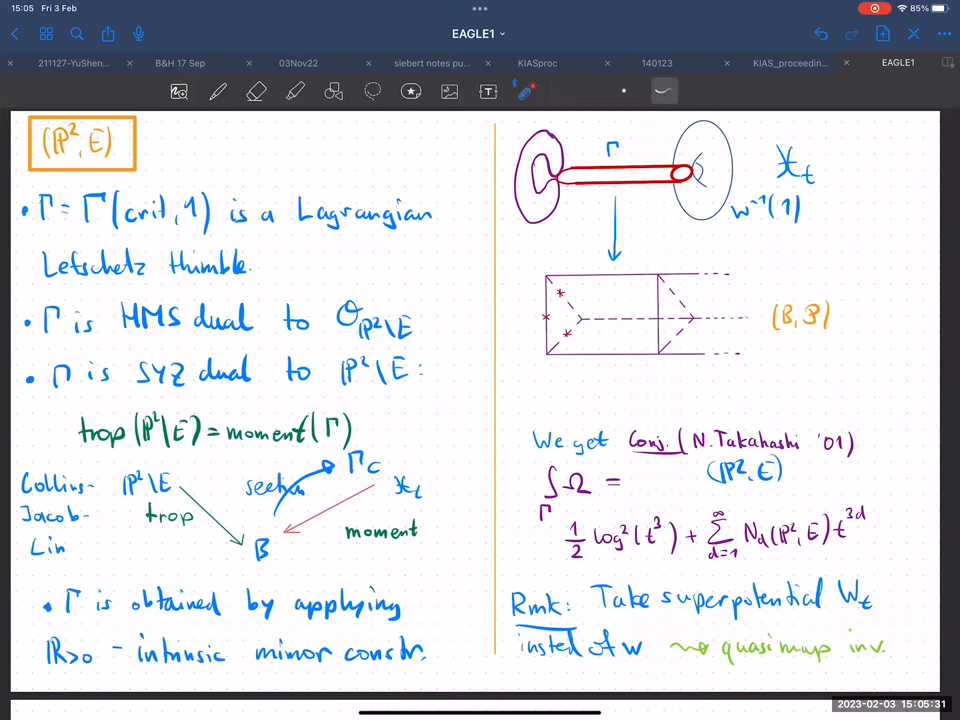 15:05 Fri 3 Feb
85%
EAGLE1
211127-YuShen...
B&H 17 Sep
03Nov22
siebert notes pu...
KIASproc
140123
KIAS_proceedin...
EAGLE1
(ℙ², E)
• Γ = Γ(crit, 1) is a Lagrangian
Lefschetz thimble.
• Γ is HMS dual to 𝒪_{ℙ²\E}
• Γ is SYZ dual to ℙ²\E :
trop(ℙ²\E) = moment(Γ)
Collins-
Jacob-
Lin
ℙ²\E
section
Γ ⊂ 𝔛_t
trop
moment
B
• Γ is obtained by applying
ℝ>0 - intrinsic mirror constr.
Γ
𝔛_t
W⁻¹(1)
(B, 𝒫)
We get Conj. (N. Takahashi '01)
(ℙ², E)
∫_Γ Ω =
1/2 log²(t³) + ∑_{d=1}^∞ N_d(ℙ², E) t^{3d}
Rmk: Take superpotential W_t
insted of W ⇝ quasimap inv.
2023-02-03 15:05:31